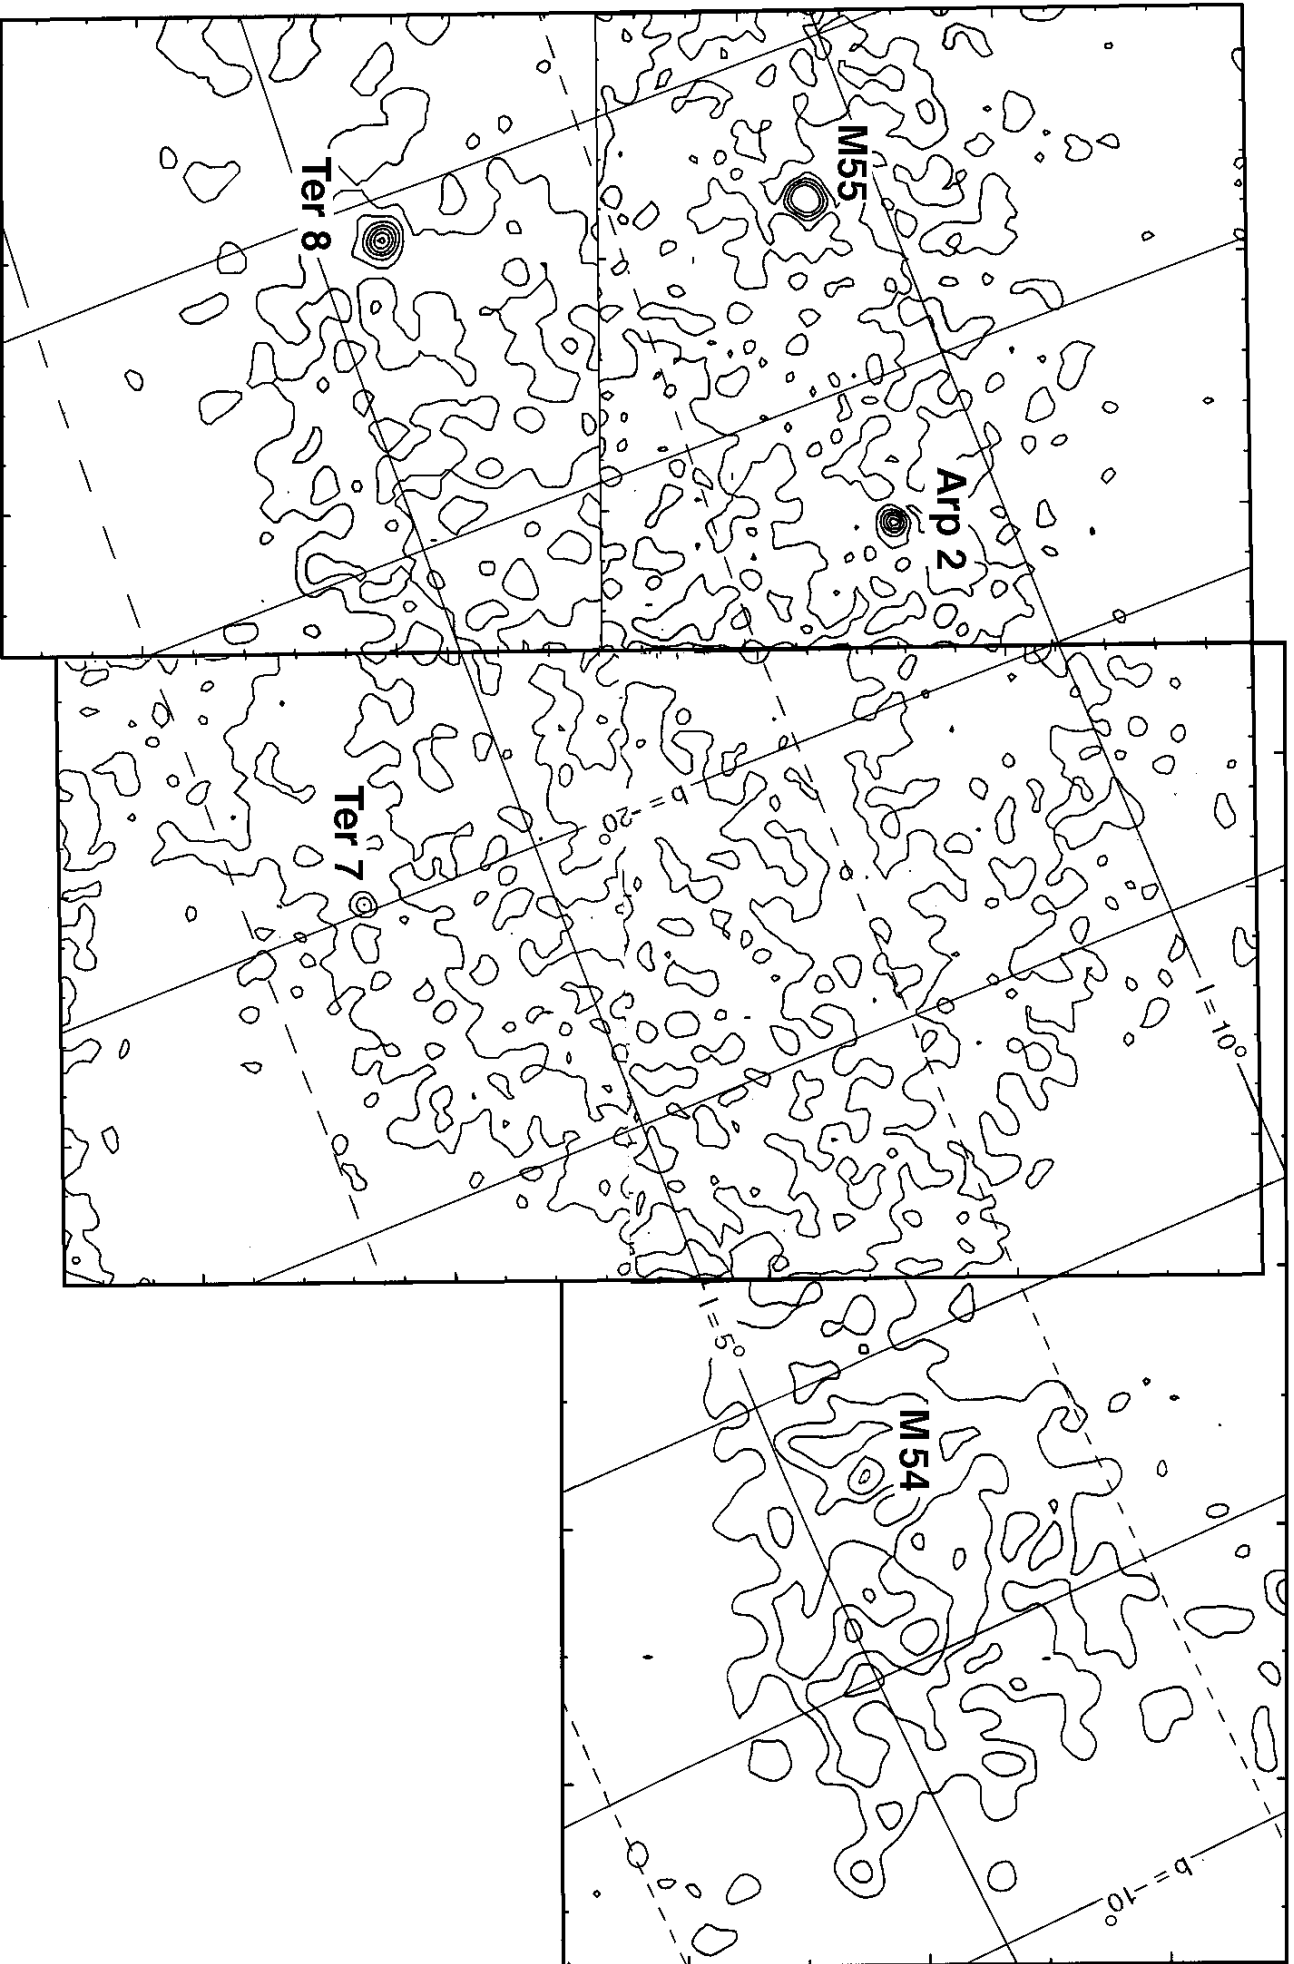 M55
Ter 8
Arp 2
b = -20°
Ter 7
l = 10°
l = 5°
M 54
b = -10°